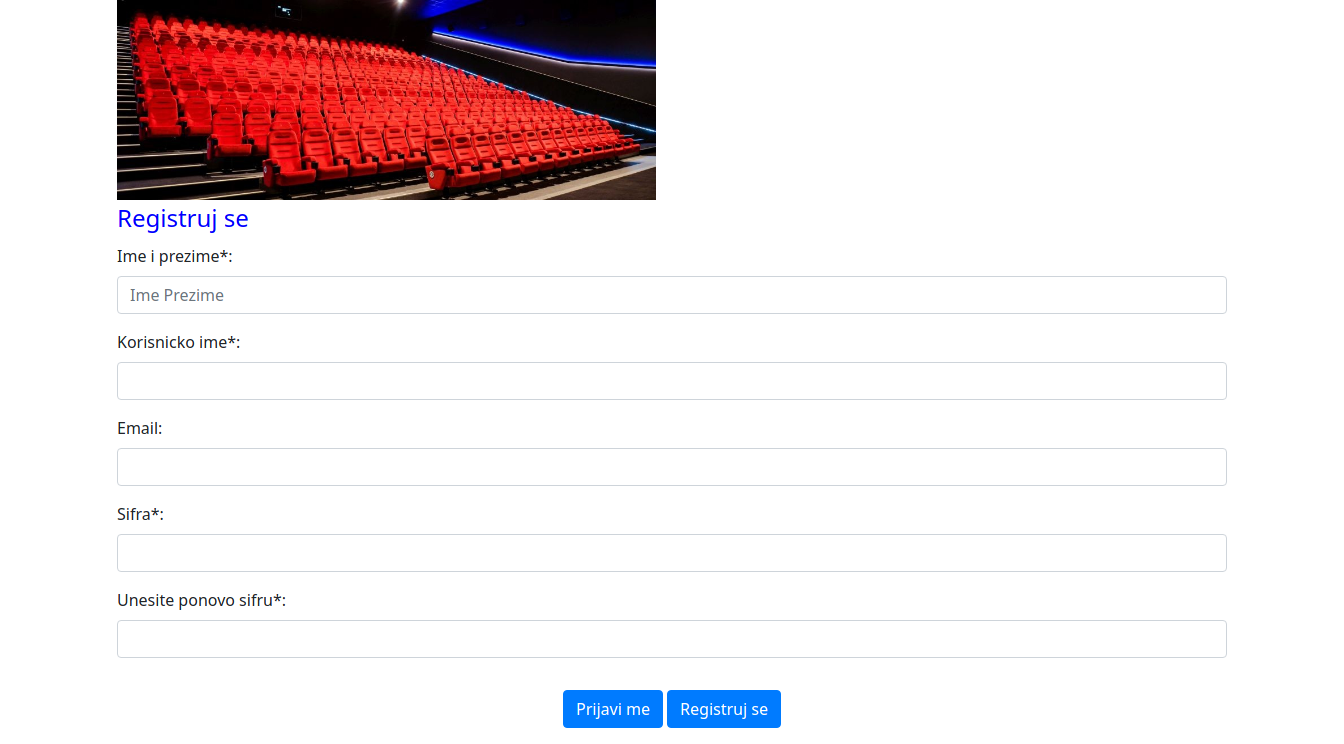 Registruj se
Ime i prezime*:
Ime Prezime
Korisnicko ime*:
Email:
Sifra*:
Unesite ponovo sifru*:
Prijavi me Registruj se